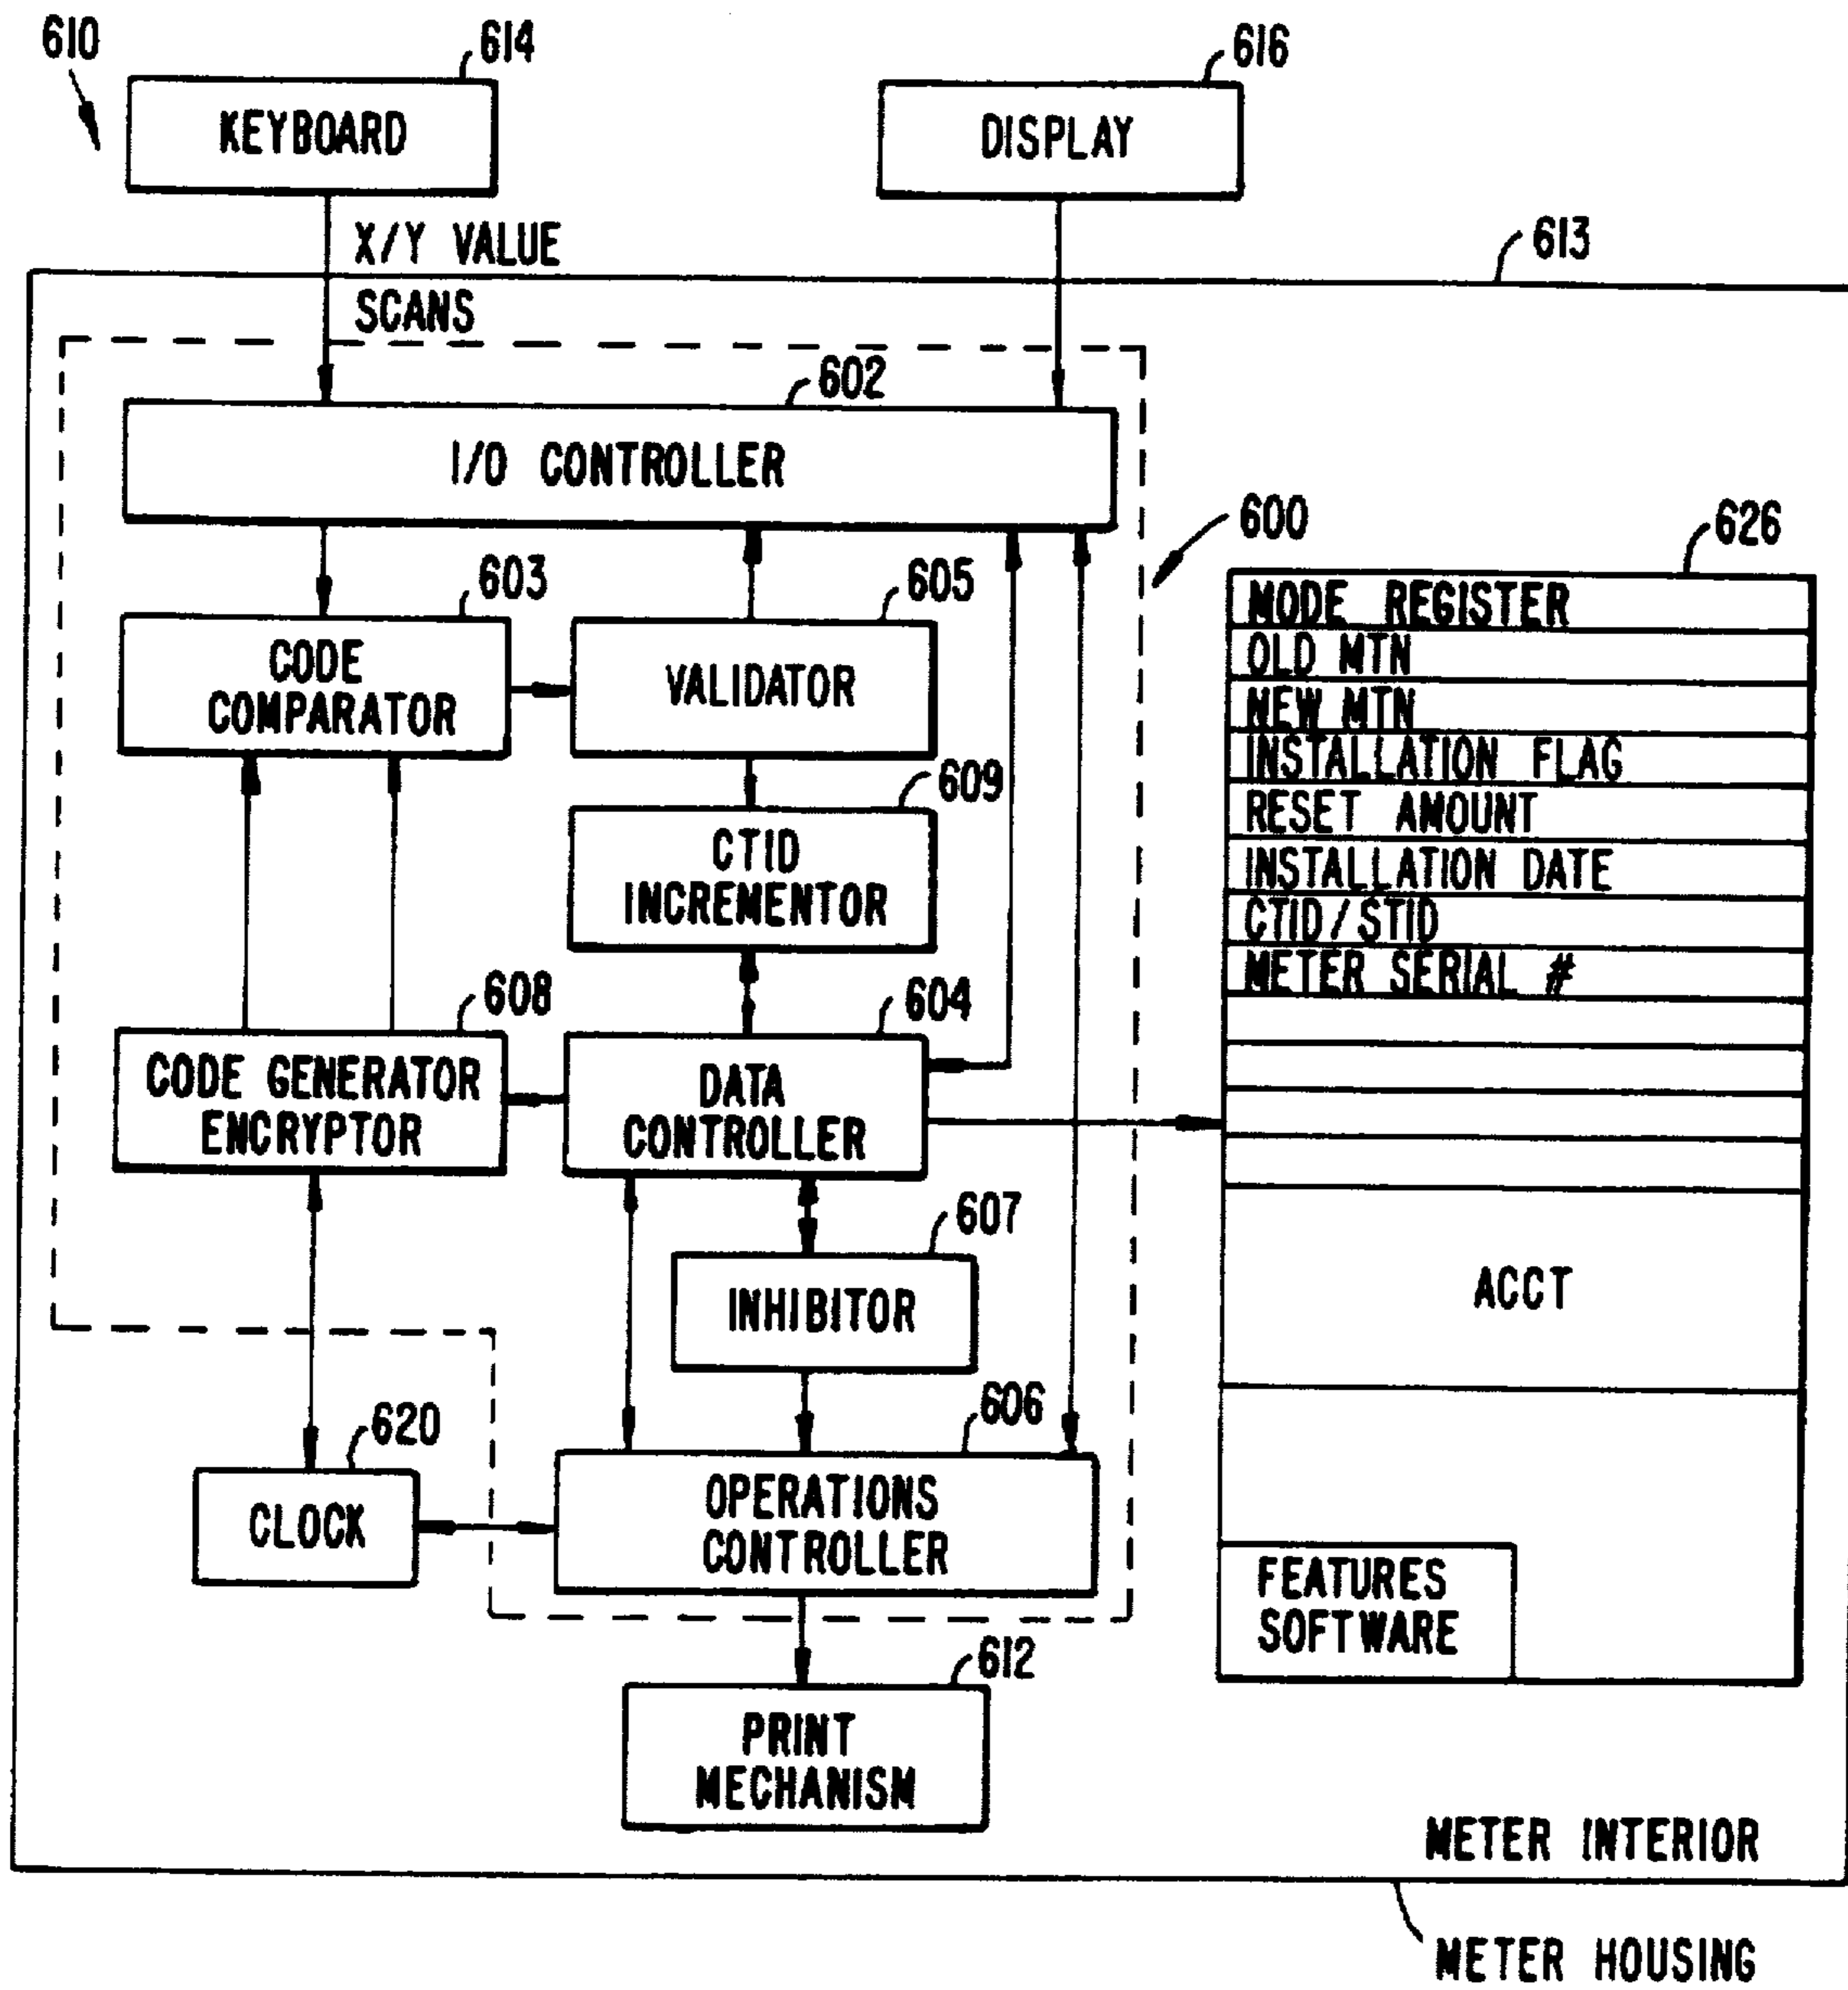 610
614
KEYBOARD
616
DISPLAY
X/Y VALUE
613
SCANS
602
I/O CONTROLLER
600
626
603
CODE
COMPARATOR
605
VALIDATOR
609
CTID
INCREMENTOR
608
CODE GENERATOR
ENCRYPTOR
604
DATA
CONTROLLER
607
INHIBITOR
606
OPERATIONS
CONTROLLER
620
CLOCK
612
PRINT
MECHANISM
MODE REGISTER
OLD MTN
NEW MTN
INSTALLATION FLAG
RESET AMOUNT
INSTALLATION DATE
CTID/STID
METER SERIAL #
ACCT
FEATURES
SOFTWARE
METER INTERIOR
METER HOUSING